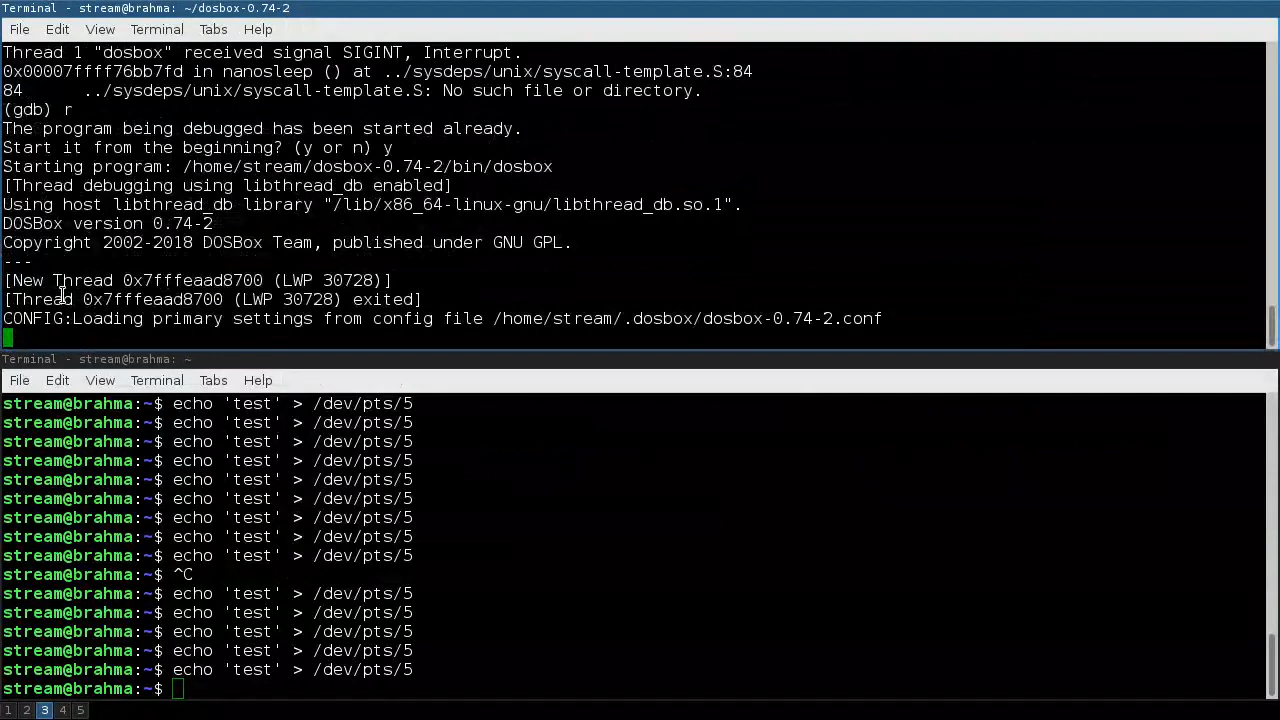 Terminal - stream@brahma: ~/dosbox-0.74-2
File Edit View Terminal Tabs Help
Thread 1 "dosbox" received signal SIGINT, Interrupt.
0x00007ffff76bb7fd in nanosleep () at ../sysdeps/unix/syscall-template.S:84
84 ../sysdeps/unix/syscall-template.S: No such file or directory.
(gdb) r
The program being debugged has been started already.
Start it from the beginning? (y or n) y
Starting program: /home/stream/dosbox-0.74-2/bin/dosbox
[Thread debugging using libthread_db enabled]
Using host libthread_db library "/lib/x86_64-linux-gnu/libthread_db.so.1".
DOSBox version 0.74-2
Copyright 2002-2018 DOSBox Team, published under GNU GPL.
---
[New Thread 0x7fffeaad8700 (LWP 30728)]
[Thread 0x7fffeaad8700 (LWP 30728) exited]
CONFIG:Loading primary settings from config file /home/stream/.dosbox/dosbox-0.74-2.conf
Terminal - stream@brahma: ~
File Edit View Terminal Tabs Help
stream@brahma:~$ echo 'test' > /dev/pts/5
stream@brahma:~$ echo 'test' > /dev/pts/5
stream@brahma:~$ echo 'test' > /dev/pts/5
stream@brahma:~$ echo 'test' > /dev/pts/5
stream@brahma:~$ echo 'test' > /dev/pts/5
stream@brahma:~$ echo 'test' > /dev/pts/5
stream@brahma:~$ echo 'test' > /dev/pts/5
stream@brahma:~$ echo 'test' > /dev/pts/5
stream@brahma:~$ echo 'test' > /dev/pts/5
stream@brahma:~$ ^C
stream@brahma:~$ echo 'test' > /dev/pts/5
stream@brahma:~$ echo 'test' > /dev/pts/5
stream@brahma:~$ echo 'test' > /dev/pts/5
stream@brahma:~$ echo 'test' > /dev/pts/5
stream@brahma:~$ echo 'test' > /dev/pts/5
stream@brahma:~$
1 2 3 4 5